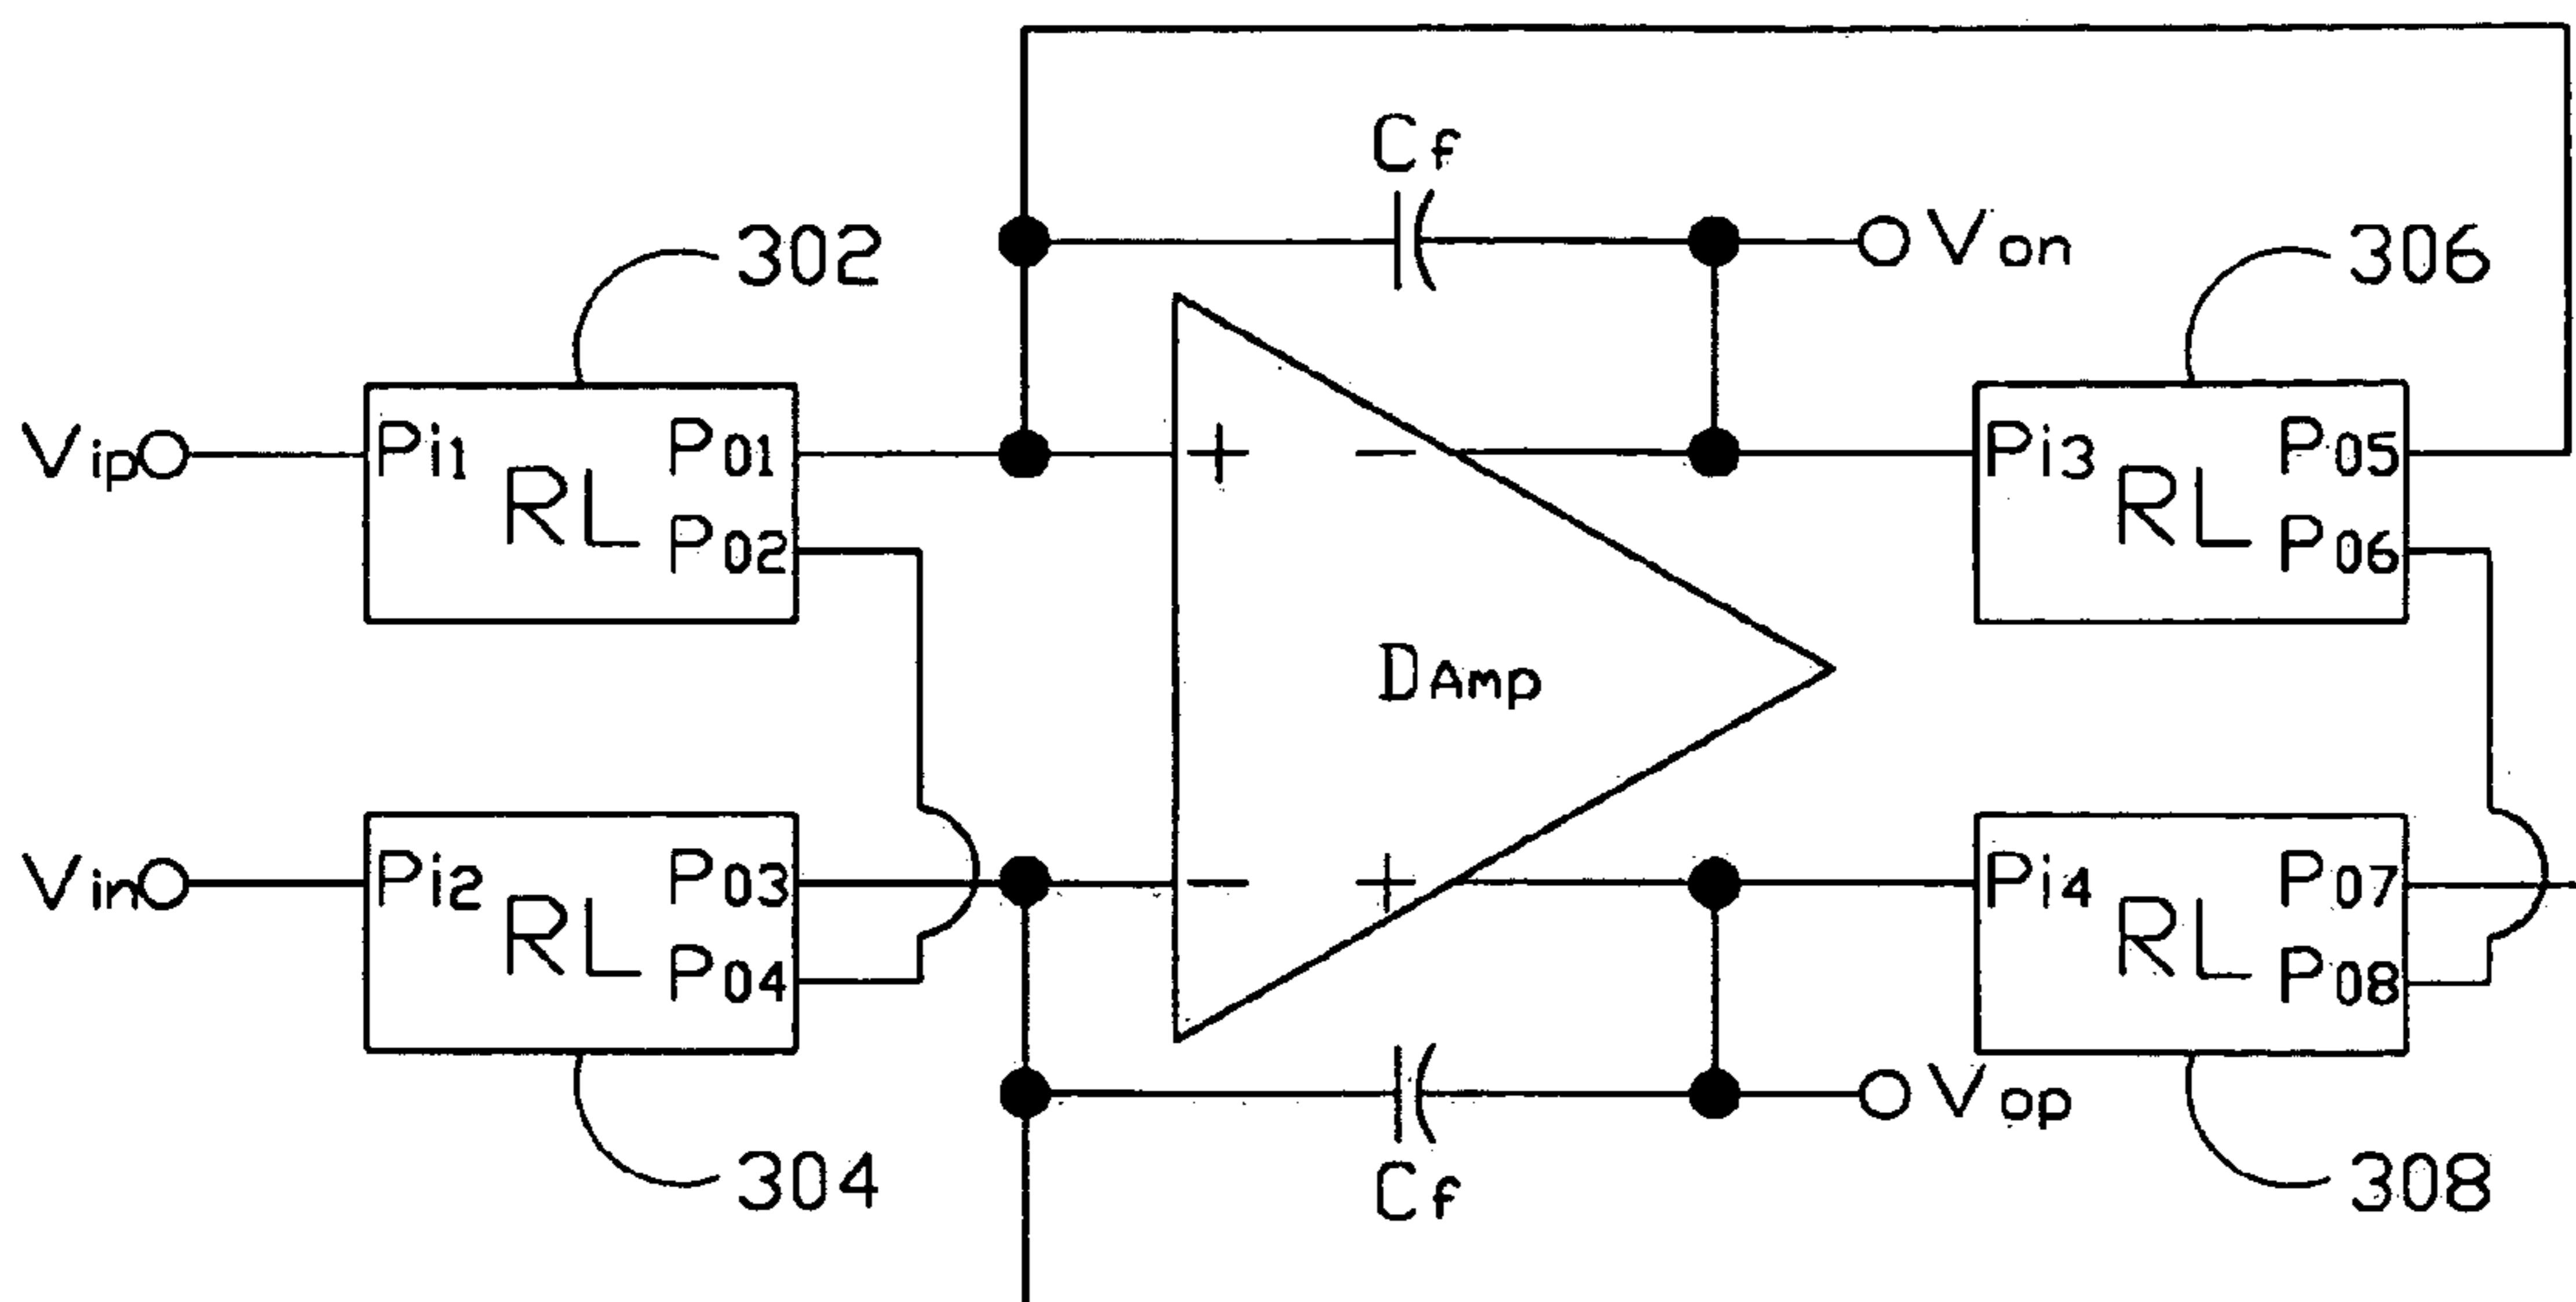 Cf
302
Von
306
Vip
Pi1
P01
RL
P02
+
−
Pi3
P05
RL
P06
DAmp
Vin
Pi2
P03
RL
P04
−
+
Pi4
P07
RL
P08
304
Cf
Vop
308